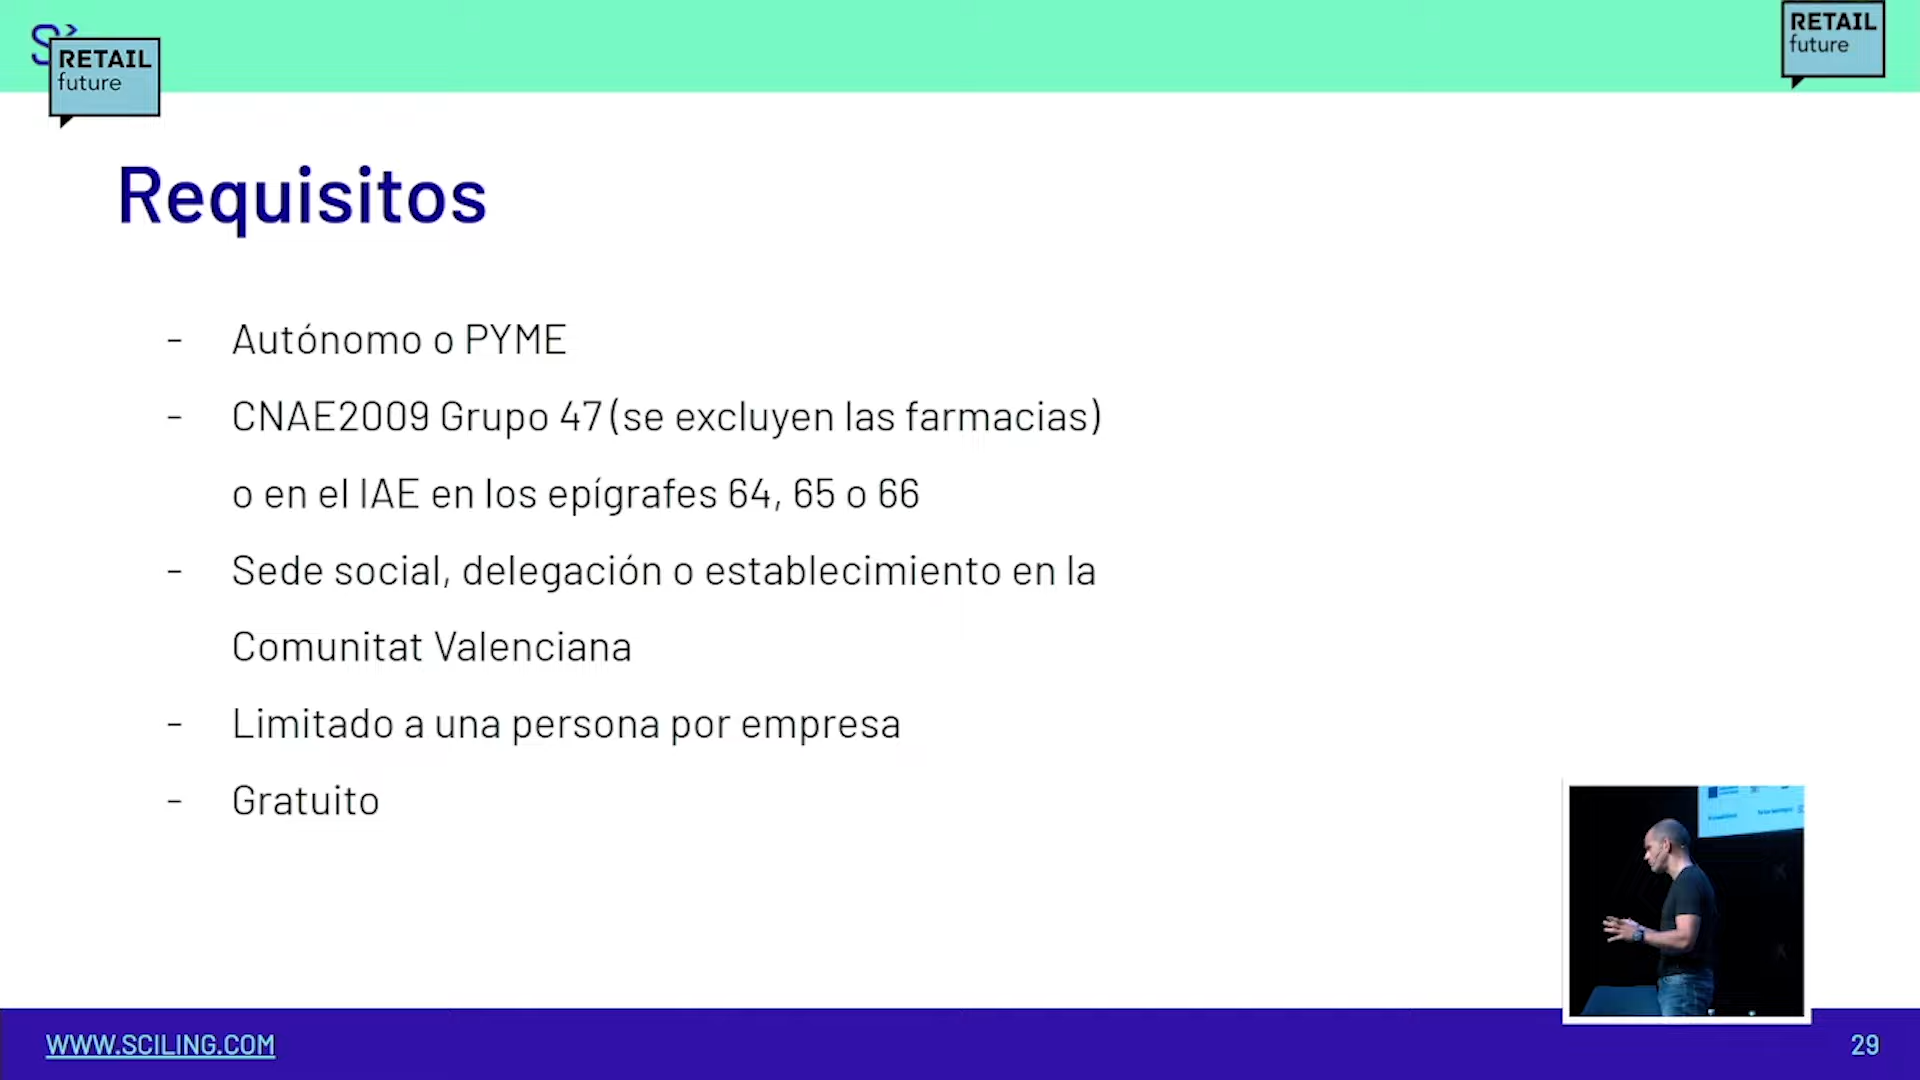 RETAIL
future
RETAIL
future
Requisitos
- Autónomo o PYME
- CNAE2009 Grupo 47 (se excluyen las farmacias)
o en el IAE en los epígrafes 64, 65 o 66
- Sede social, delegación o establecimiento en la
Comunitat Valenciana
- Limitado a una persona por empresa
- Gratuito
WWW.SCILING.COM
29